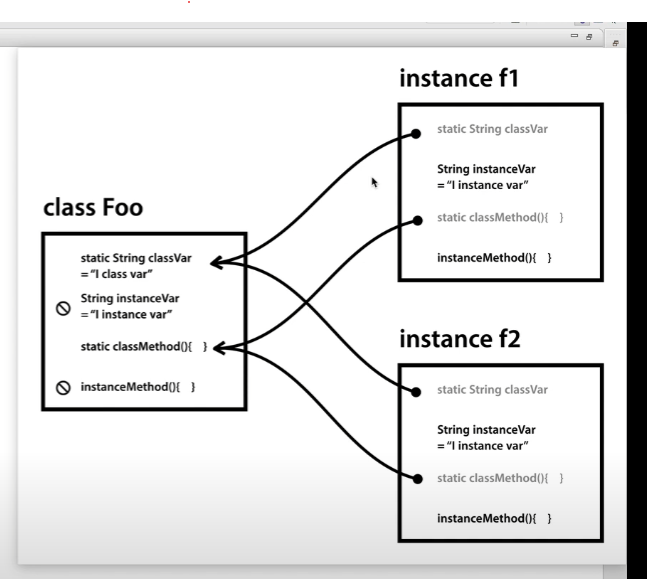 class Foo
static String classVar
= "I class var"
String instanceVar
= "I instance var"
static classMethod(){ }
instanceMethod(){ }
instance f1
static String classVar
String instanceVar
= "I instance var"
static classMethod(){ }
instanceMethod(){ }
instance f2
static String classVar
String instanceVar
= "I instance var"
static classMethod(){ }
instanceMethod(){ }